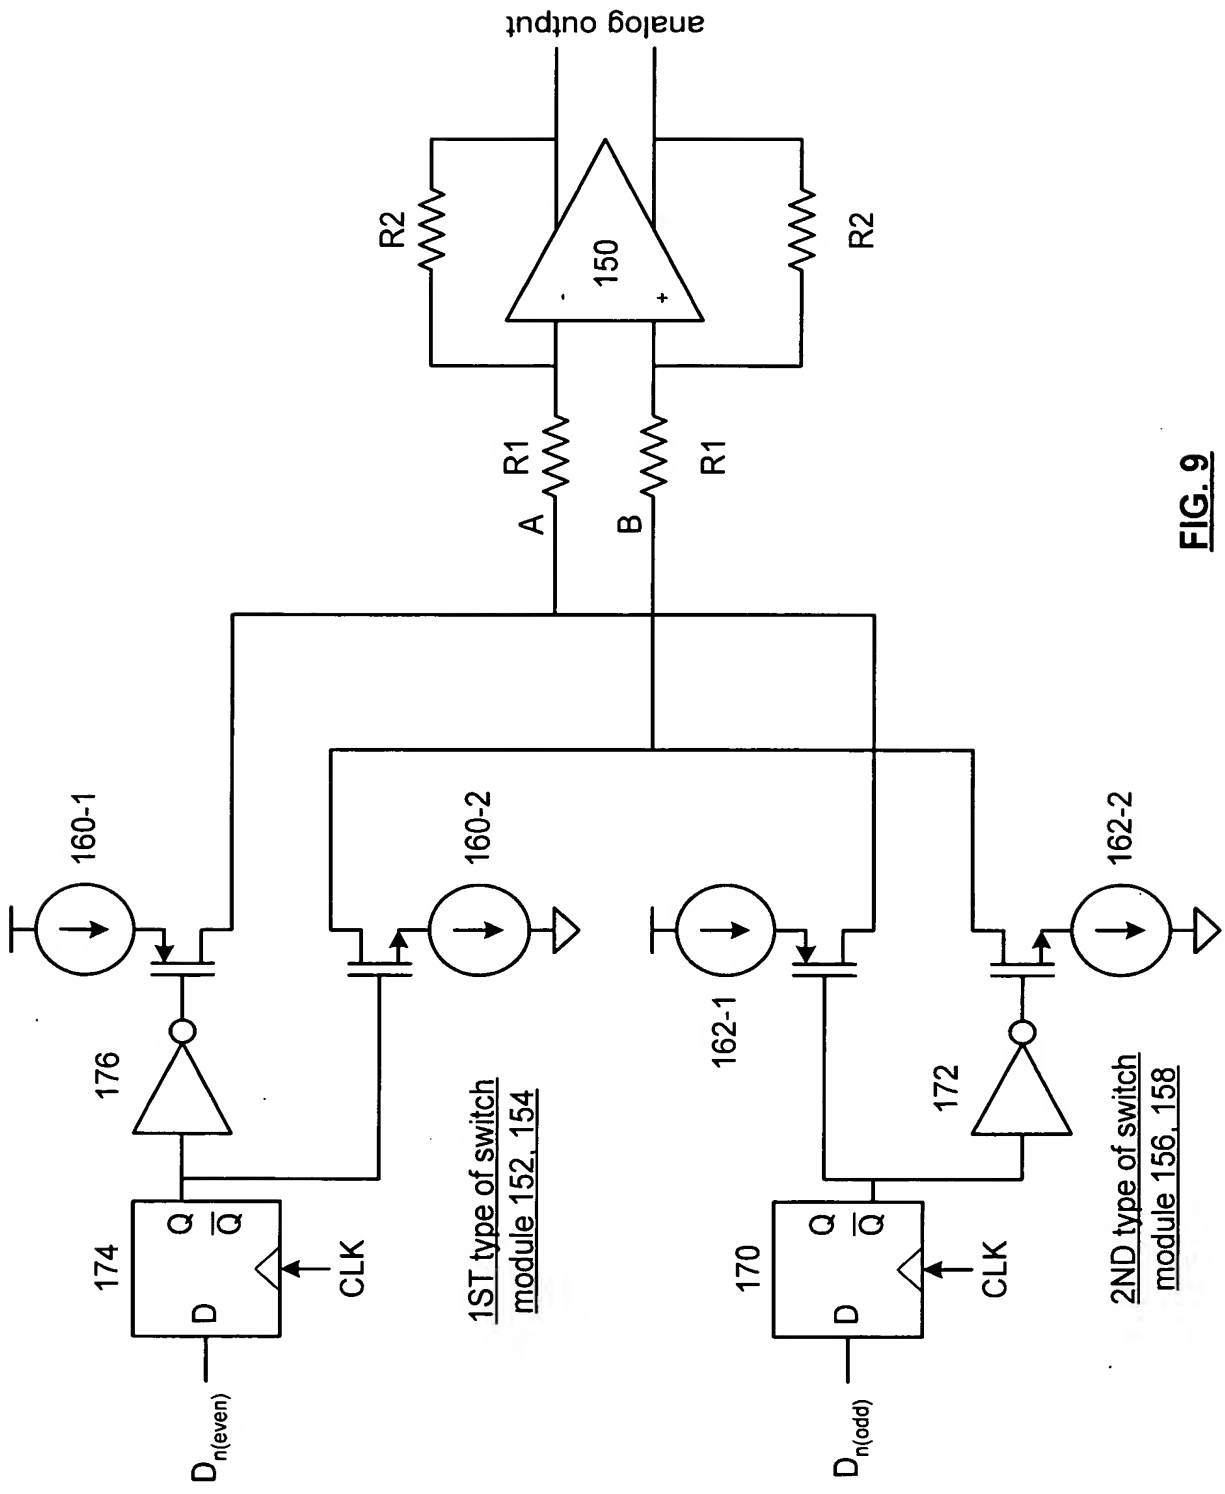 analog output
R2
R2
150
-
+
R1
R1
A
B
160-1
160-2
162-1
162-2
176
172
174
Q
Q̅
D
CLK
D_n(even)
1ST type of switch
module 152, 154
170
Q
Q̅
D
CLK
D_n(odd)
2ND type of switch
module 156, 158
FIG. 9